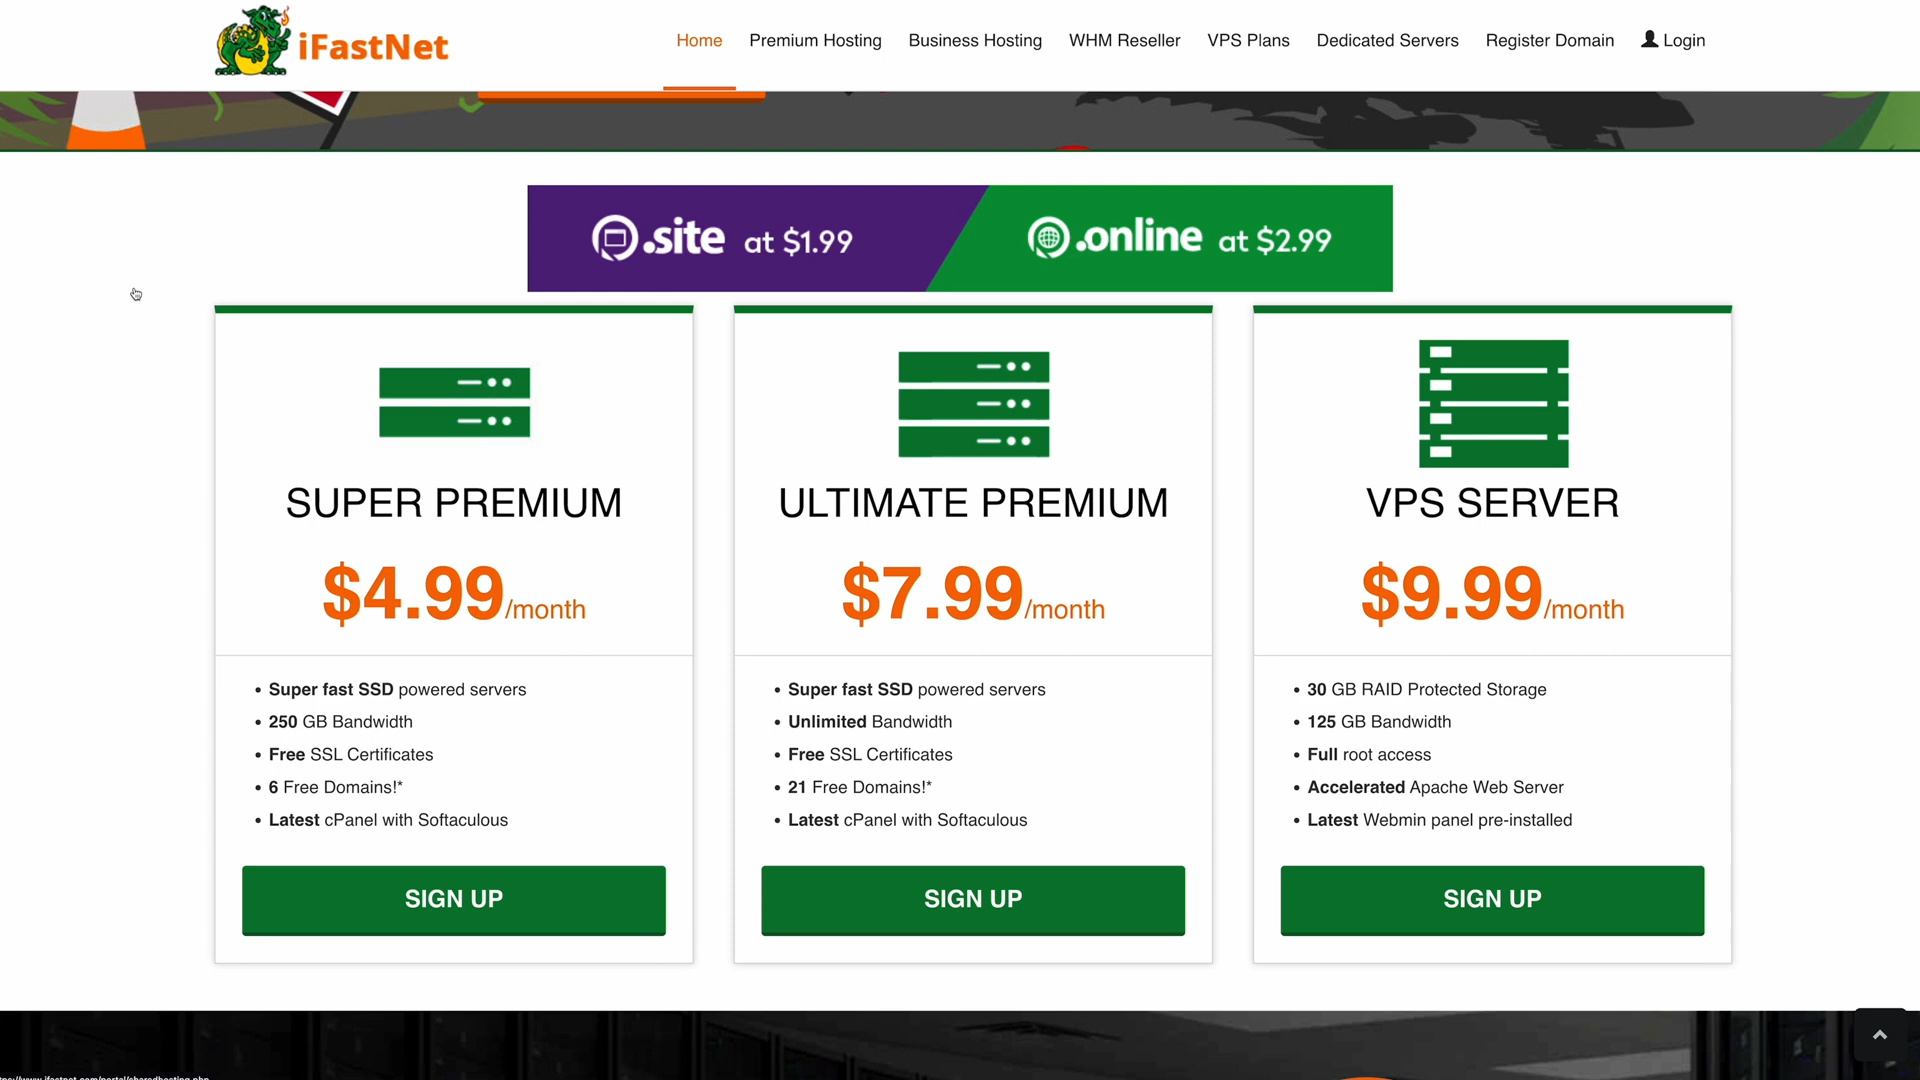 iFastNet
Home Premium Hosting Business Hosting WHM Reseller VPS Plans Dedicated Servers Register Domain Login
.site at $1.99 .online at $2.99
SUPER PREMIUM
$4.99/month
• Super fast SSD powered servers
• 250 GB Bandwidth
• Free SSL Certificates
• 6 Free Domains!*
• Latest cPanel with Softaculous
SIGN UP
ULTIMATE PREMIUM
$7.99/month
• Super fast SSD powered servers
• Unlimited Bandwidth
• Free SSL Certificates
• 21 Free Domains!*
• Latest cPanel with Softaculous
SIGN UP
VPS SERVER
$9.99/month
• 30 GB RAID Protected Storage
• 125 GB Bandwidth
• Full root access
• Accelerated Apache Web Server
• Latest Webmin panel pre-installed
SIGN UP